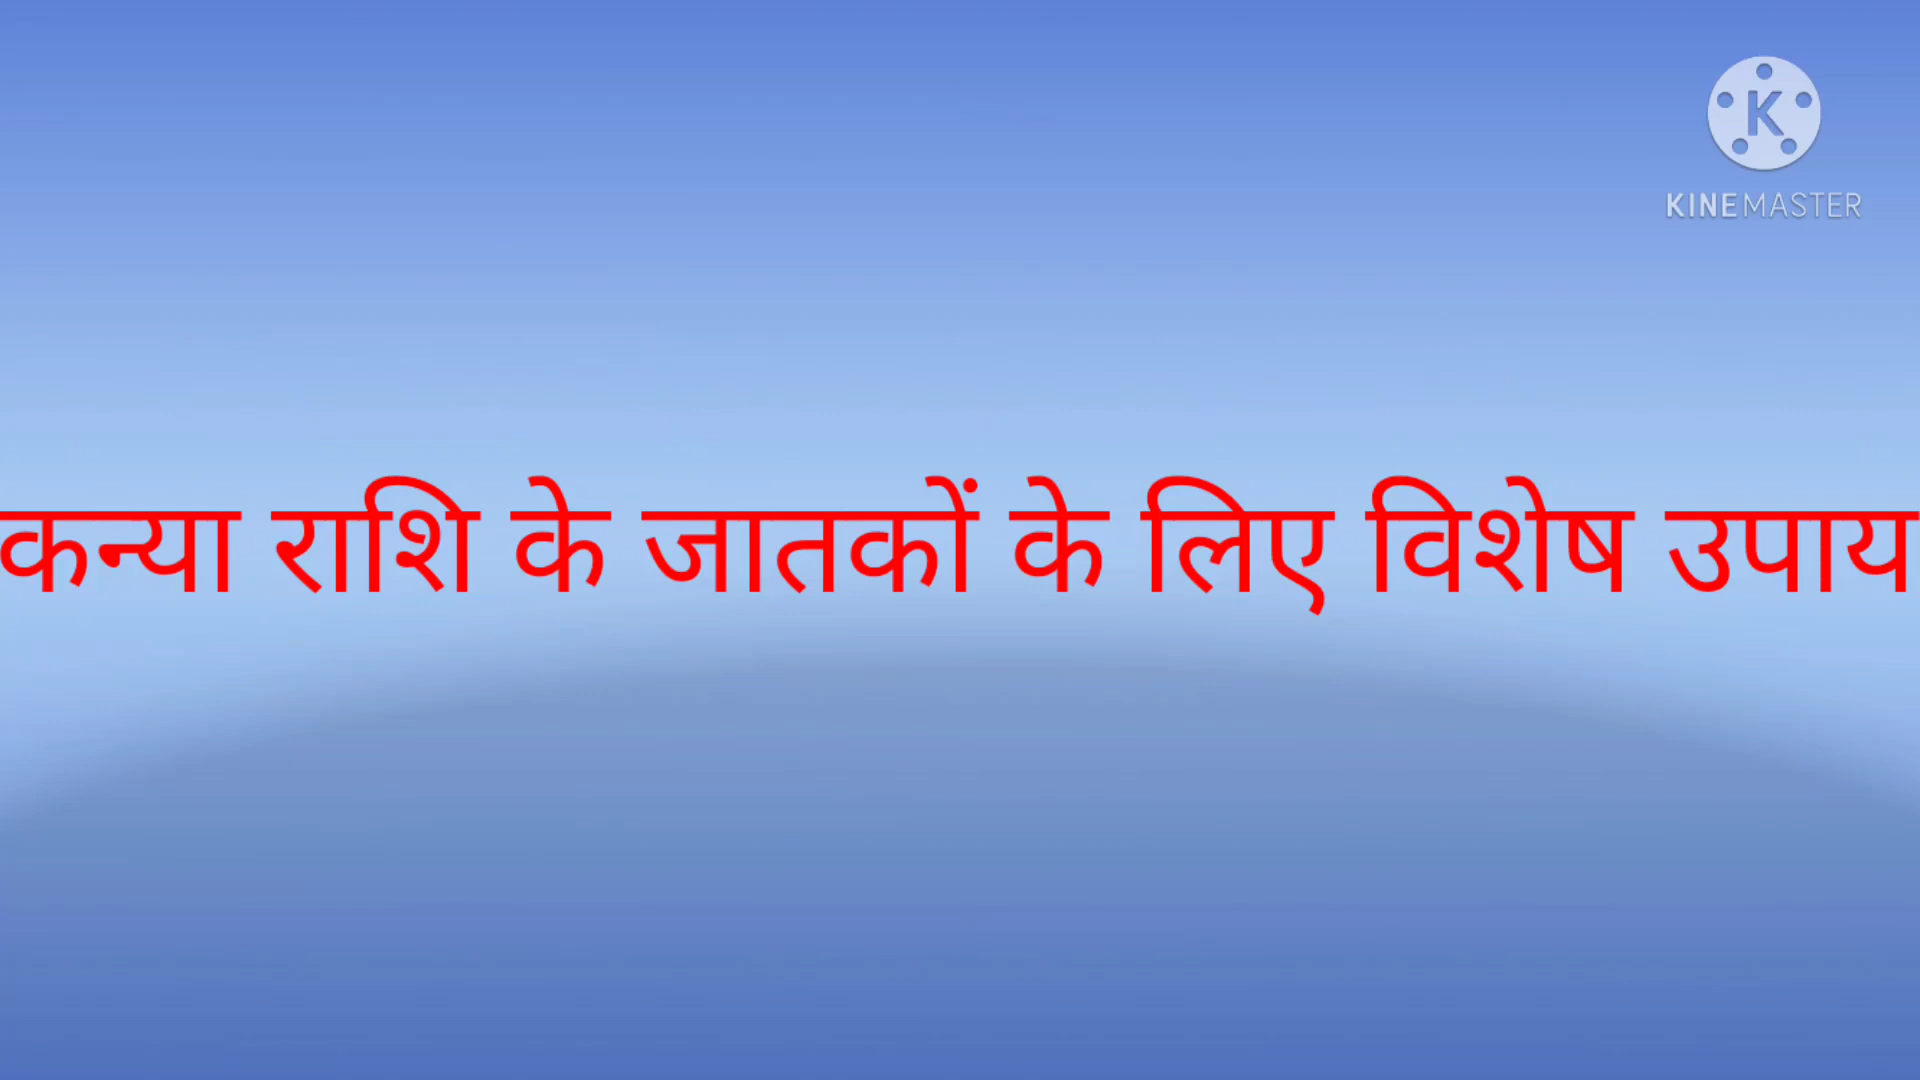 K
KINEMASTER
कन्या राशि के जातकों के लिए विशेष उपाय